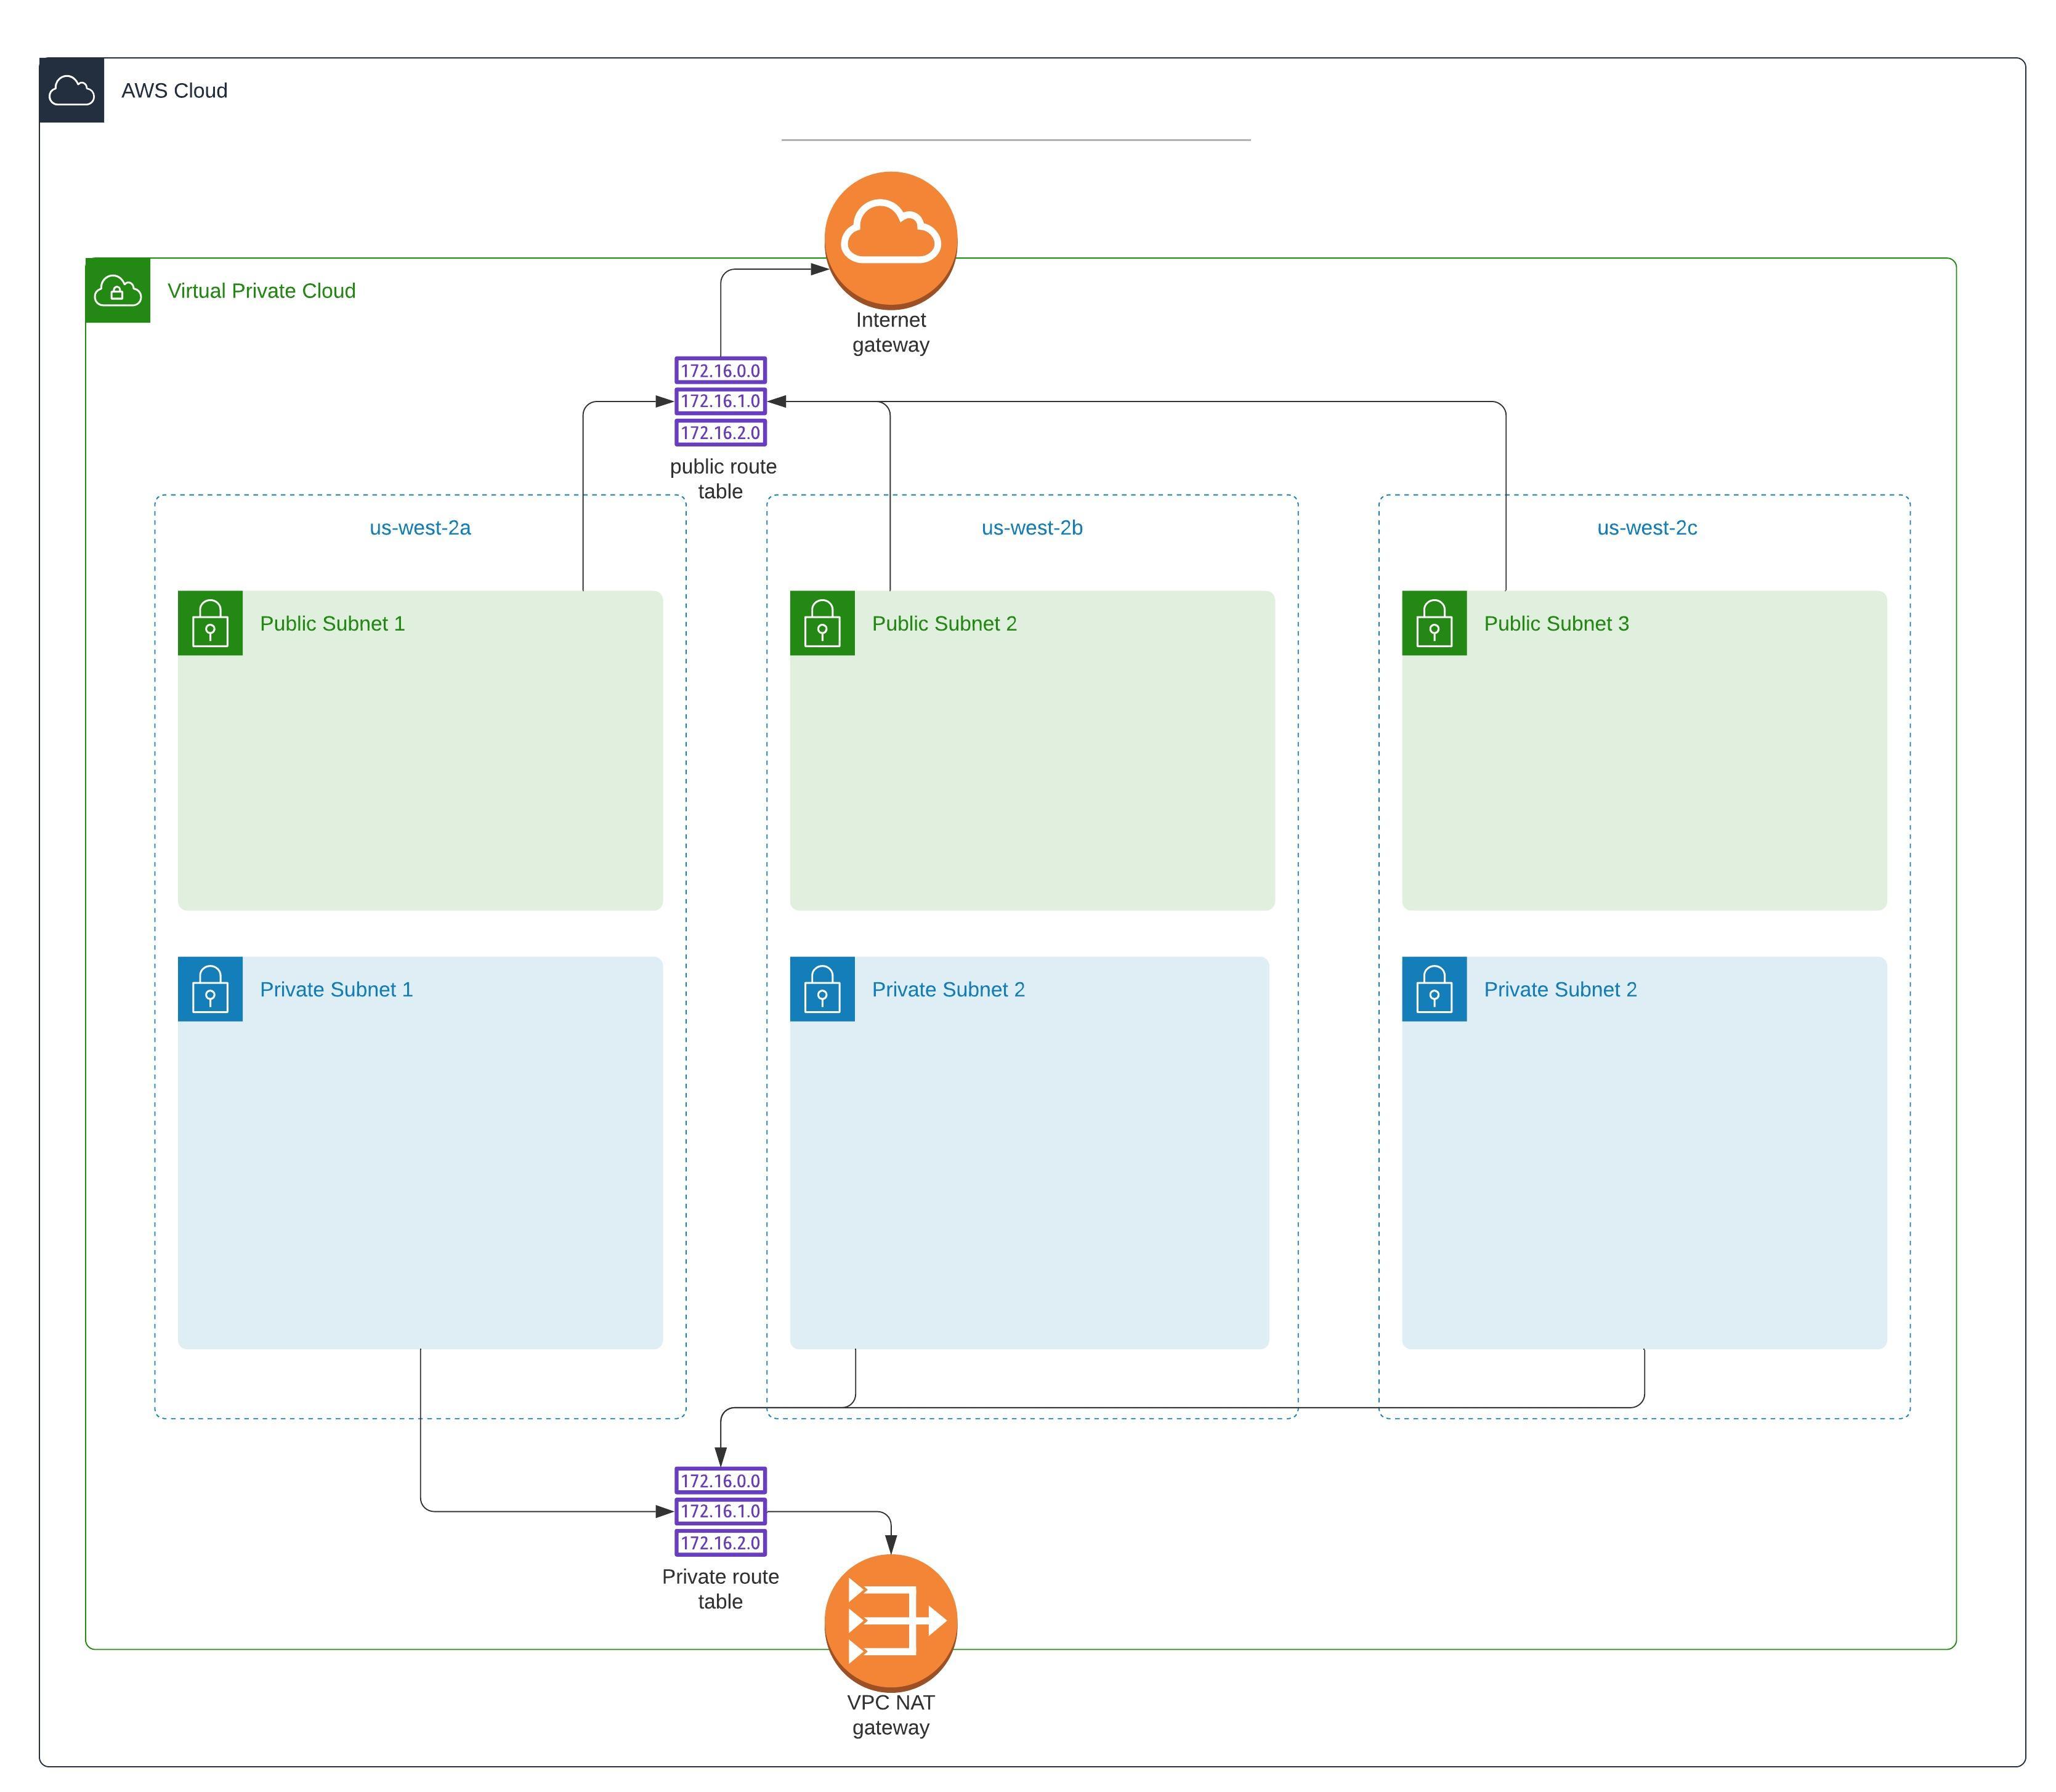 AWS Cloud
Virtual Private Cloud
Internet
gateway
172.16.0.0
172.16.1.0
172.16.2.0
public route
table
us-west-2a
us-west-2b
us-west-2c
Public Subnet 1
Public Subnet 2
Public Subnet 3
Private Subnet 1
Private Subnet 2
Private Subnet 2
172.16.0.0
172.16.1.0
172.16.2.0
Private route
table
VPC NAT
gateway